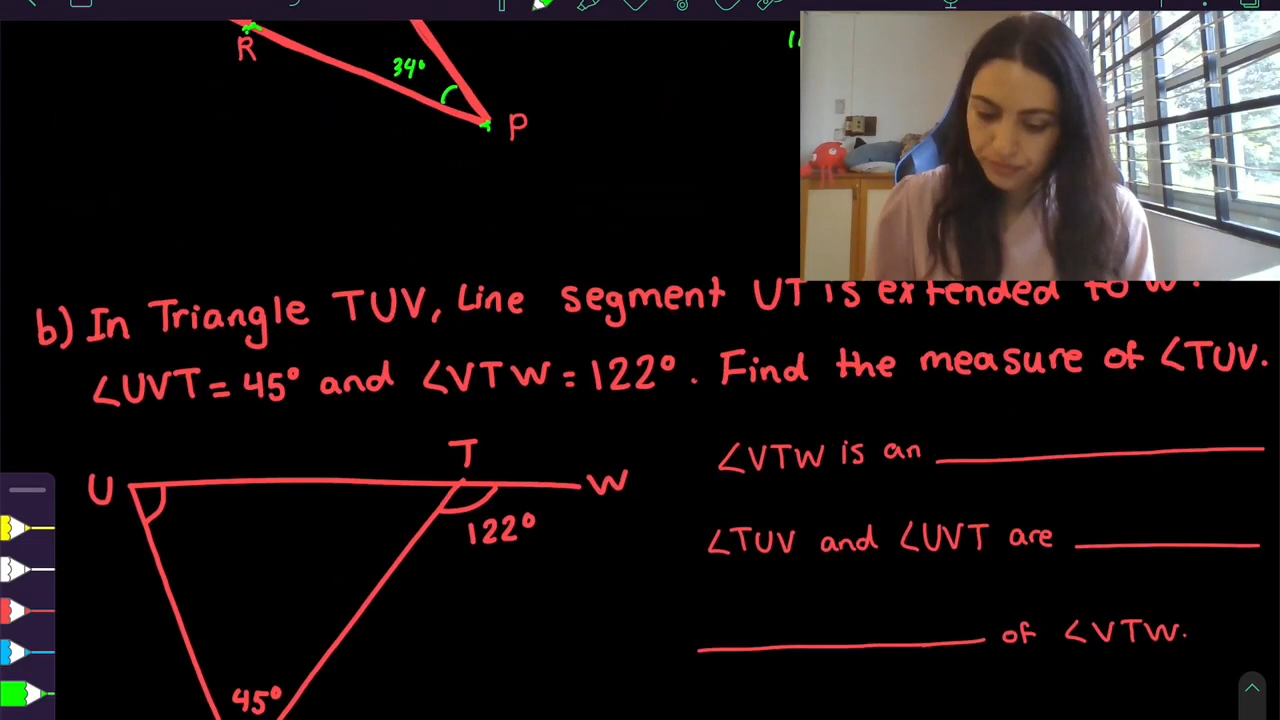 R
34°
P
b) In Triangle TUV, Line segment UT is extended to W.
∠UVT = 45° and ∠VTW = 122°. Find the measure of ∠TUV.
T
U
W
122°
45°
∠VTW is an
∠TUV and ∠UVT are
of ∠VTW.